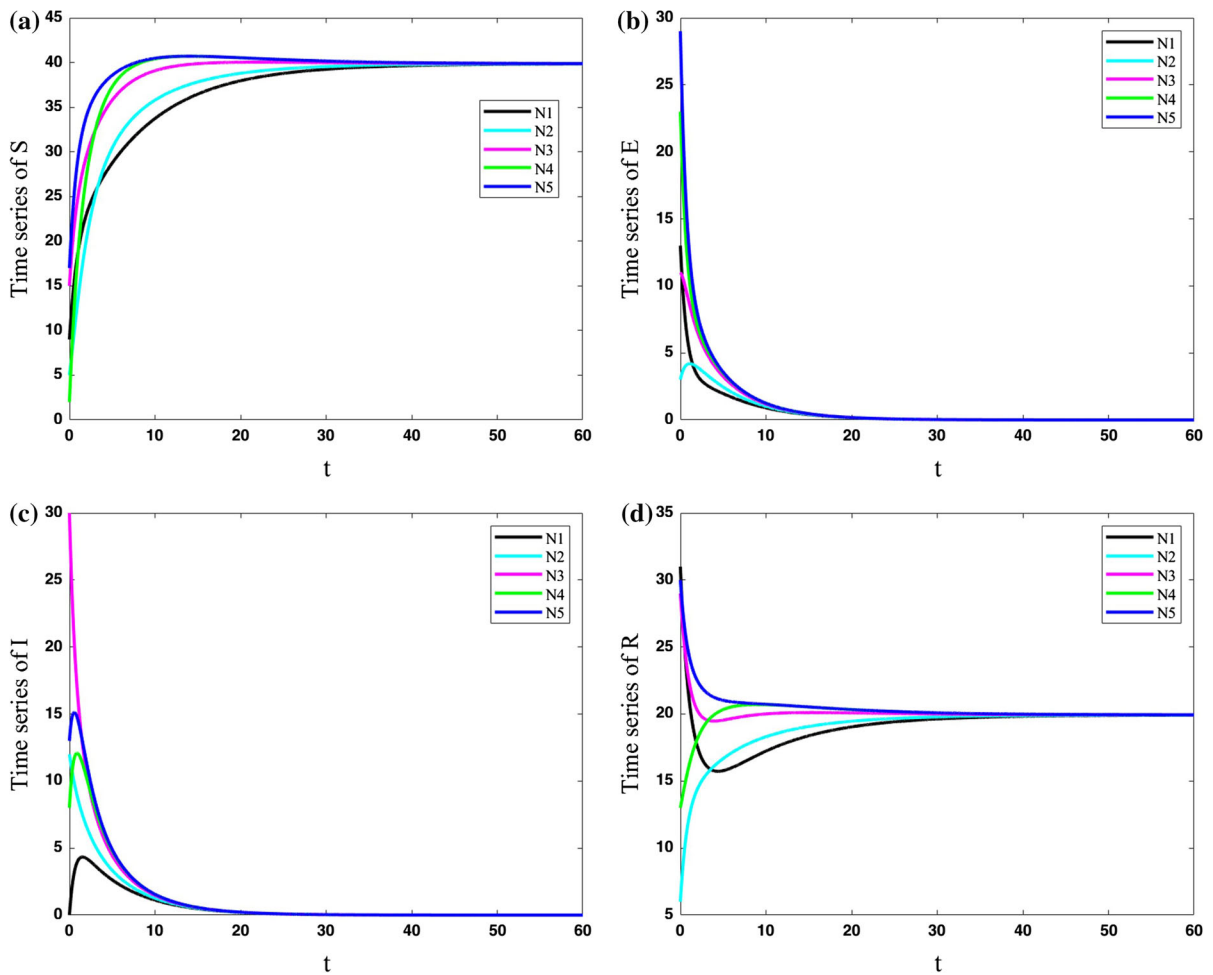 (a)
Time series of S
45
40
35
30
25
20
15
10
5
0
0 10 20 30 40 50 60
t
N1
N2
N3
N4
N5
(b)
Time series of E
30
25
20
15
10
5
0
0 10 20 30 40 50 60
t
N1
N2
N3
N4
N5
(c)
Time series of I
30
25
20
15
10
5
0
0 10 20 30 40 50 60
t
N1
N2
N3
N4
N5
(d)
Time series of R
35
30
25
20
15
10
5
0 10 20 30 40 50 60
t
N1
N2
N3
N4
N5